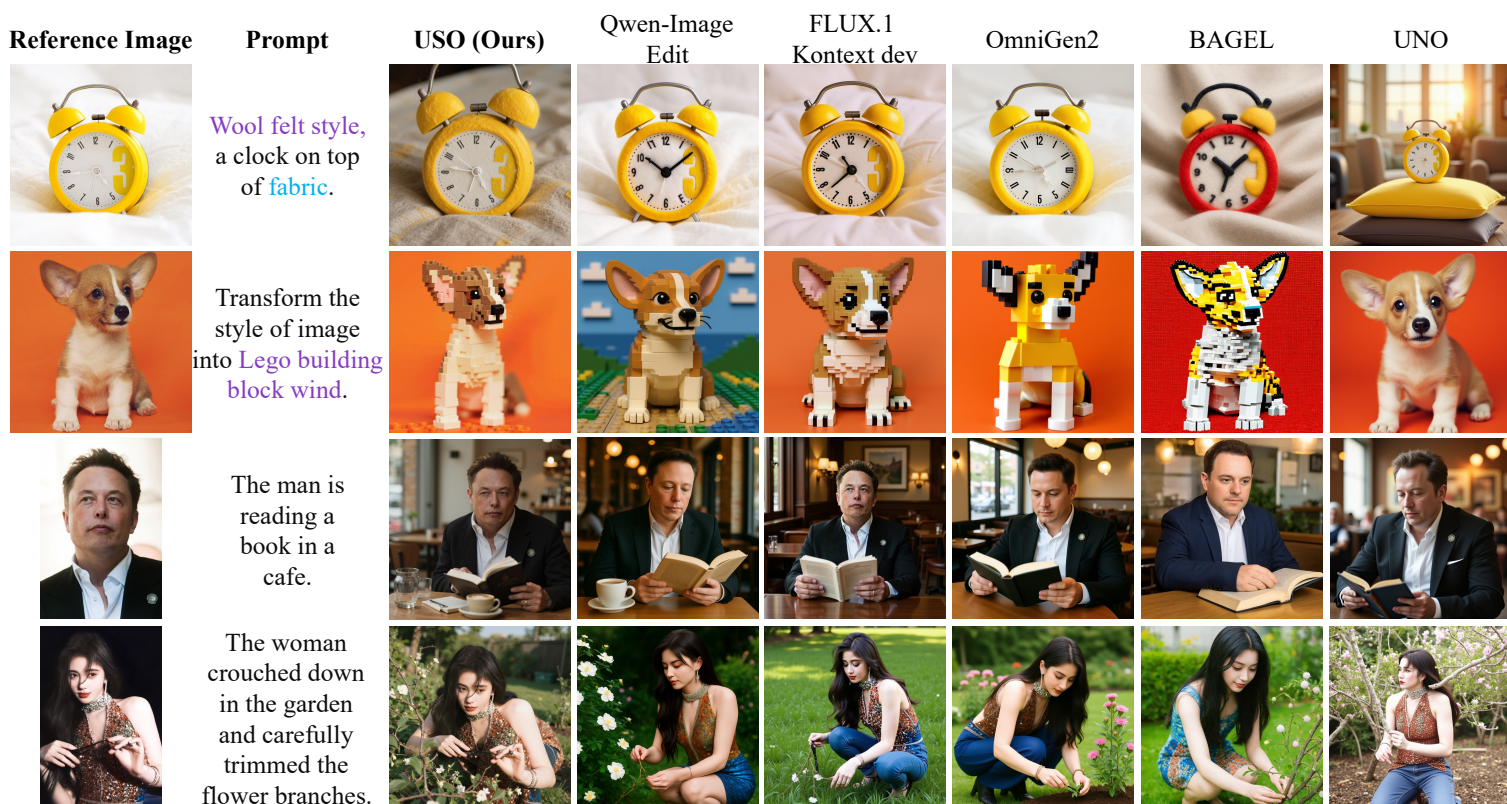 Reference Image
Prompt
USO (Ours)
Qwen-Image
Edit
FLUX.1
Kontext dev
OmniGen2
BAGEL
UNO
Wool felt style,
a clock on top
of fabric.
Transform the
style of image
into Lego building
block wind.
The man is
reading a
book in a
cafe.
The woman
crouched down
in the garden
and carefully
trimmed the
flower branches.